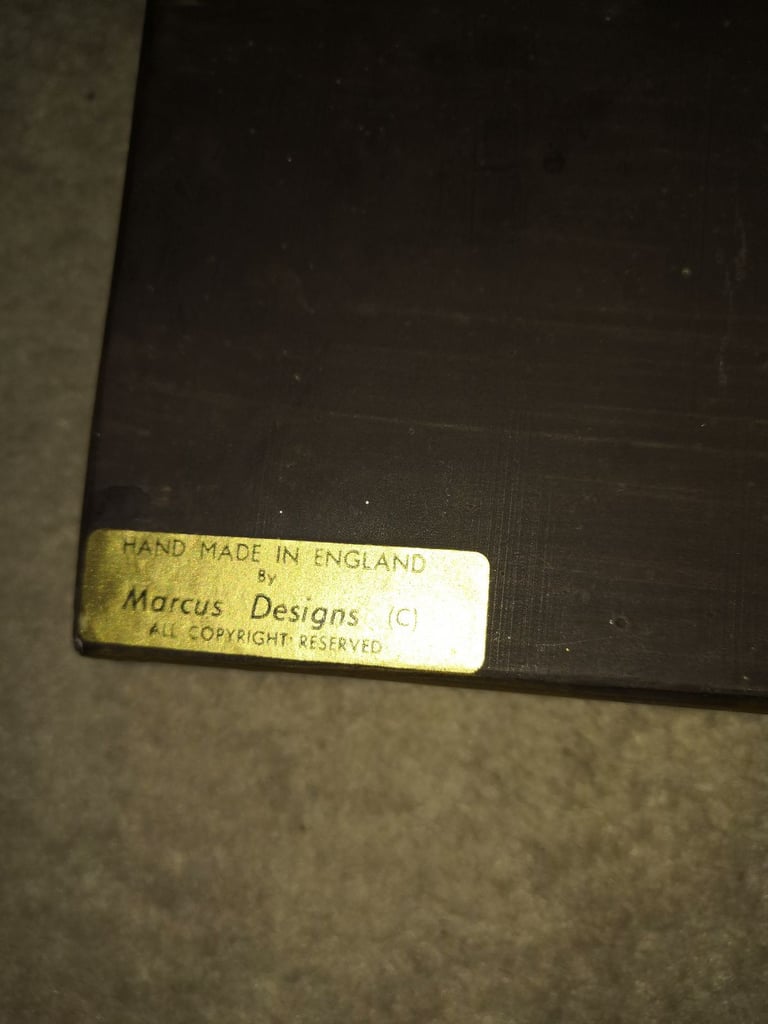 HAND MADE IN ENGLAND
By
Marcus Designs (C)
ALL COPYRIGHT RESERVED